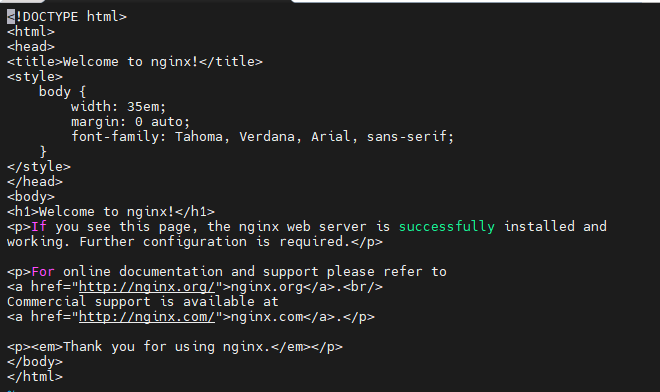 <!DOCTYPE html>
<html>
<head>
<title>Welcome to nginx!</title>
<style>
    body {
        width: 35em;
        margin: 0 auto;
        font-family: Tahoma, Verdana, Arial, sans-serif;
    }
</style>
</head>
<body>
<h1>Welcome to nginx!</h1>
<p>If you see this page, the nginx web server is successfully installed and
working. Further configuration is required.</p>

<p>For online documentation and support please refer to
<a href="http://nginx.org/">nginx.org</a>.<br/>
Commercial support is available at
<a href="http://nginx.com/">nginx.com</a>.</p>

<p><em>Thank you for using nginx.</em></p>
</body>
</html>